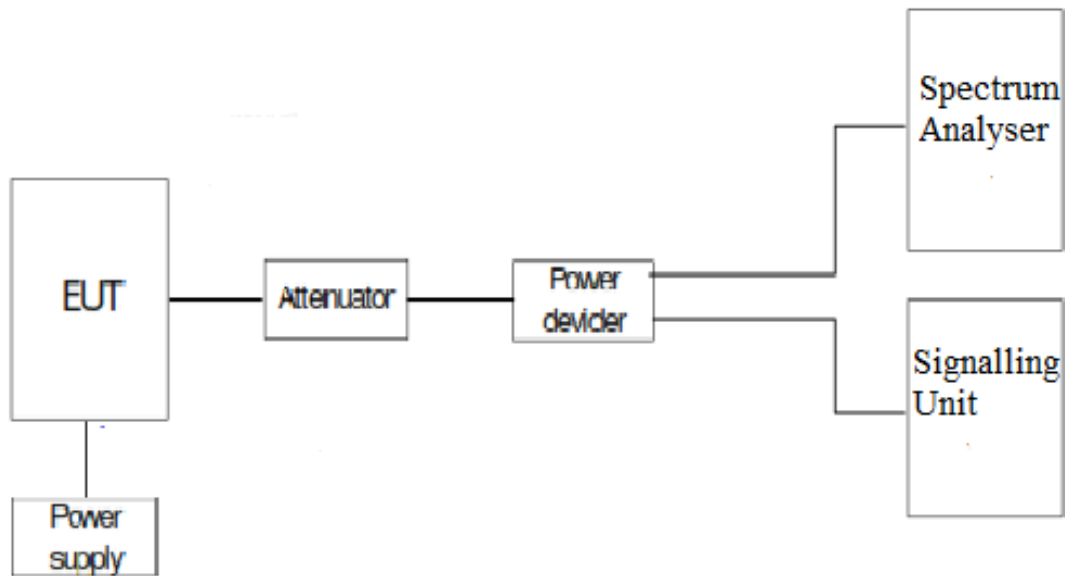 Spectrum
Analyser
EUT
Attenuator
Power
devider
Signalling
Unit
Power
supply